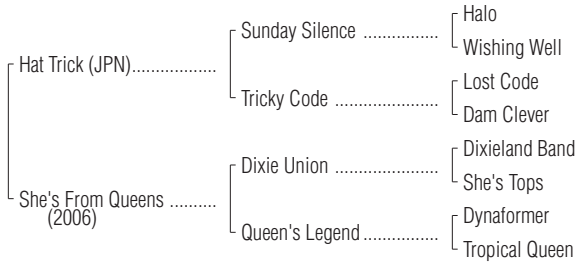 Halo
Sunday Silence ................
Wishing Well
Hat Trick (JPN)..................
Lost Code
Tricky Code ......................
Dam Clever
Dixieland Band
Dixie Union ......................
She's Tops
She's From Queens ..........
(2006)
Dynaformer
Queen's Legend................
Tropical Queen